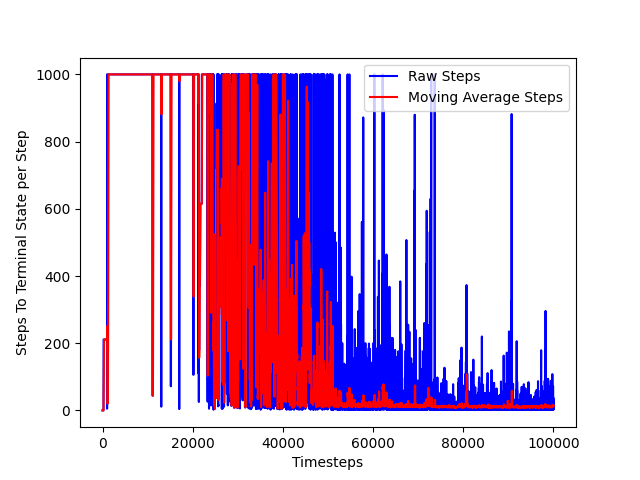 Raw Steps
Moving Average Steps
1000
800
600
400
200
0
Steps To Terminal State per Step
0 20000 40000 60000 80000 100000
Timesteps